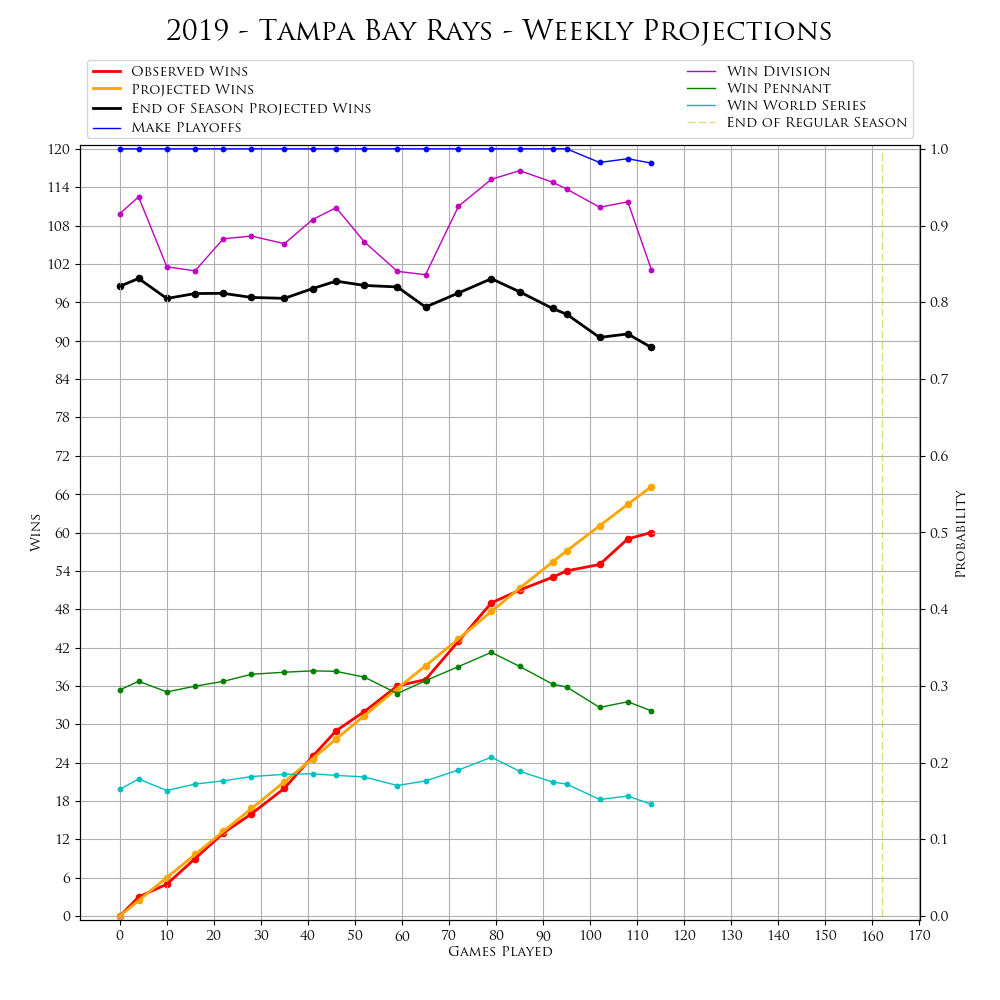 2019 - Tampa Bay Rays - Weekly Projections
Observed Wins
Projected Wins
End of Season Projected Wins
Make Playoffs
Win Division
Win Pennant
Win World Series
End of Regular Season
120
114
108
102
96
90
84
78
72
66
60
54
48
42
36
30
24
18
12
6
0
Wins
1.0
0.9
0.8
0.7
0.6
0.5
0.4
0.3
0.2
0.1
0.0
Probability
0 10 20 30 40 50 60 70 80 90 100 110 120 130 140 150 160 170
Games Played